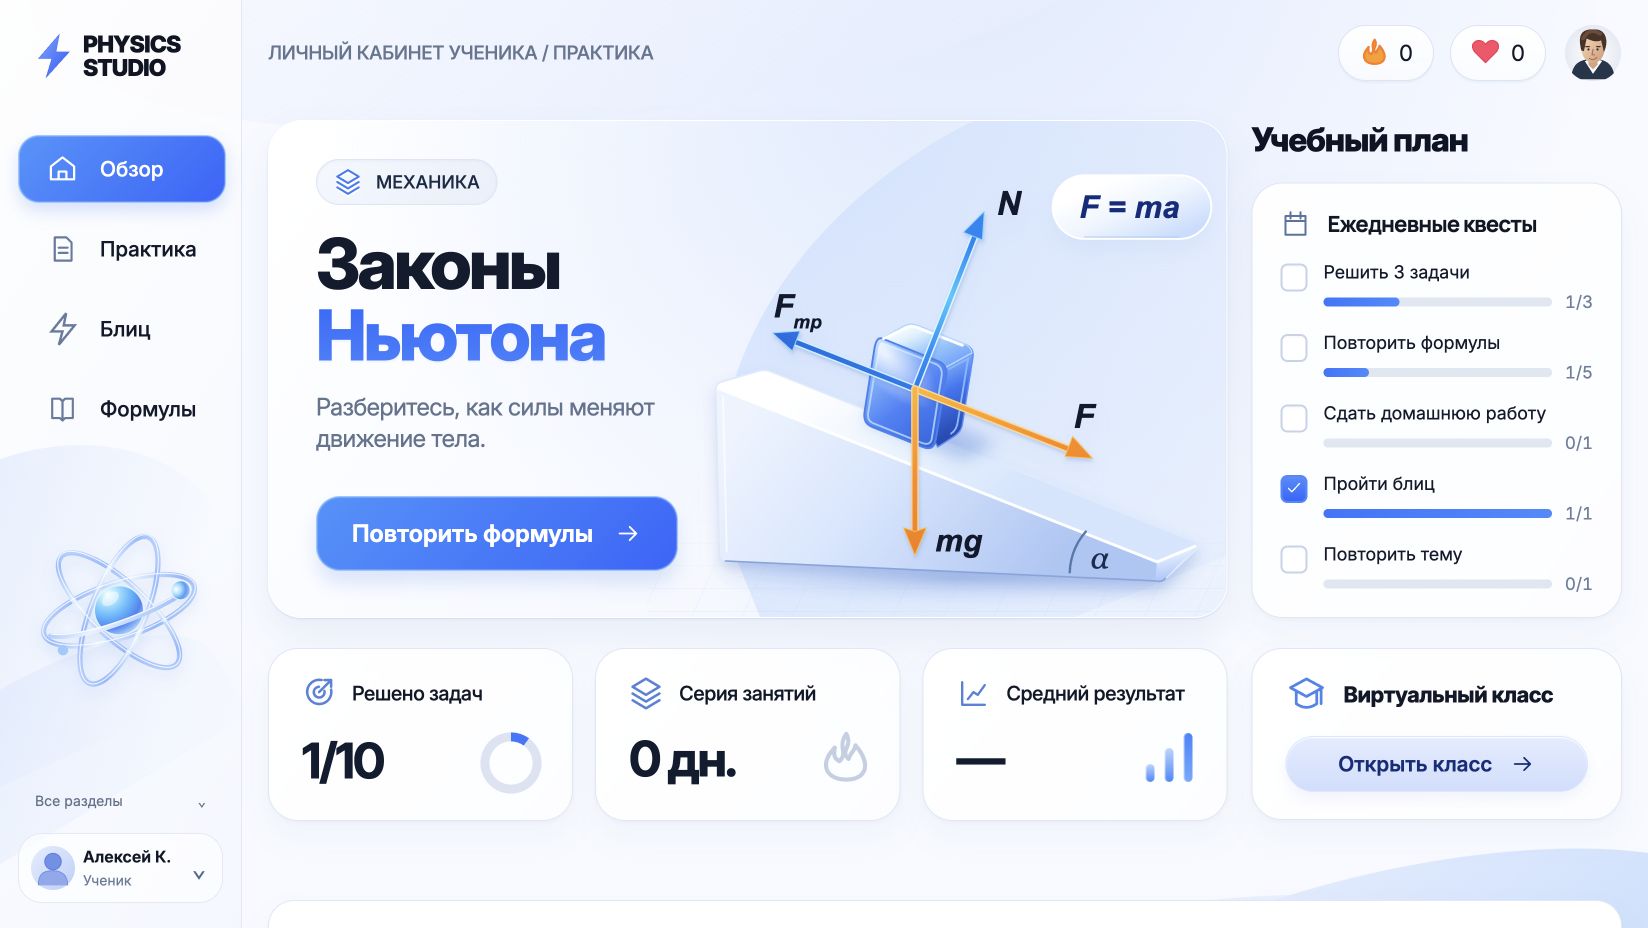 PHYSICS
STUDIO
ЛИЧНЫЙ КАБИНЕТ УЧЕНИКА / ПРАКТИКА
0
0
Обзор
Практика
Блиц
Формулы
Все разделы
Алексей К.
Ученик
МЕХАНИКА
Законы
Ньютона
Разберитесь, как силы меняют
движение тела.
Повторить формулы
N
F = ma
Fтр
F
mg
α
Учебный план
Ежедневные квесты
Решить 3 задачи
1/3
Повторить формулы
1/5
Сдать домашнюю работу
0/1
Пройти блиц
1/1
Повторить тему
0/1
Решено задач
1/10
Серия занятий
0 дн.
Средний результат
—
Виртуальный класс
Открыть класс